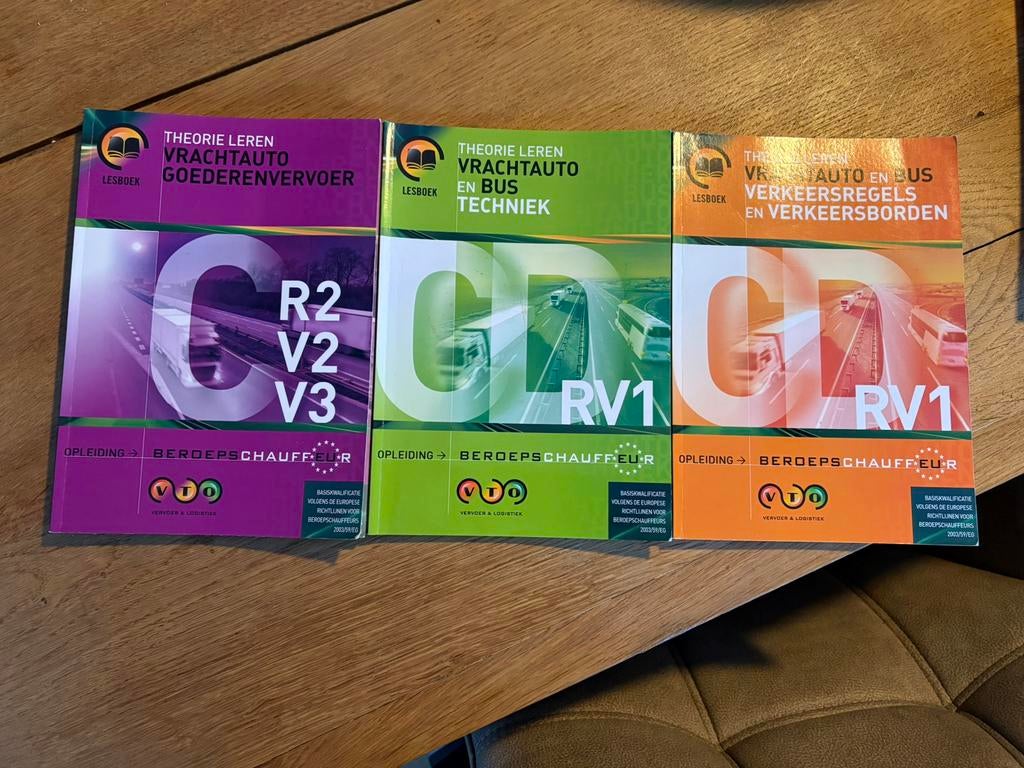 THEORIE LEREN
VRACHTAUTO
GOEDERENVERVOER
LESBOEK
C
R2
V2
V3
OPLEIDING → BEROEPSCHAUFFEUR
VTO
VERVOER & LOGISTIEK
BASISKWALIFICATIE
VOLGENS DE EUROPESE
RICHTLIJNEN VOOR
BEROEPSCHAUFFEURS
2003/59/EG
THEORIE LEREN
VRACHTAUTO
EN BUS
TECHNIEK
LESBOEK
CD
RV1
OPLEIDING → BEROEPSCHAUFFEUR
VTO
VERVOER & LOGISTIEK
BASISKWALIFICATIE
VOLGENS DE EUROPESE
RICHTLIJNEN VOOR
BEROEPSCHAUFFEURS
2003/59/EG
THEORIE LEREN
VRACHTAUTO EN BUS
VERKEERSREGELS
EN VERKEERSBORDEN
LESBOEK
CD
RV1
OPLEIDING → BEROEPSCHAUFFEUR
VTO
VERVOER & LOGISTIEK
BASISKWALIFICATIE
VOLGENS DE EUROPESE
RICHTLIJNEN VOOR
BEROEPSCHAUFFEURS
2003/59/EG